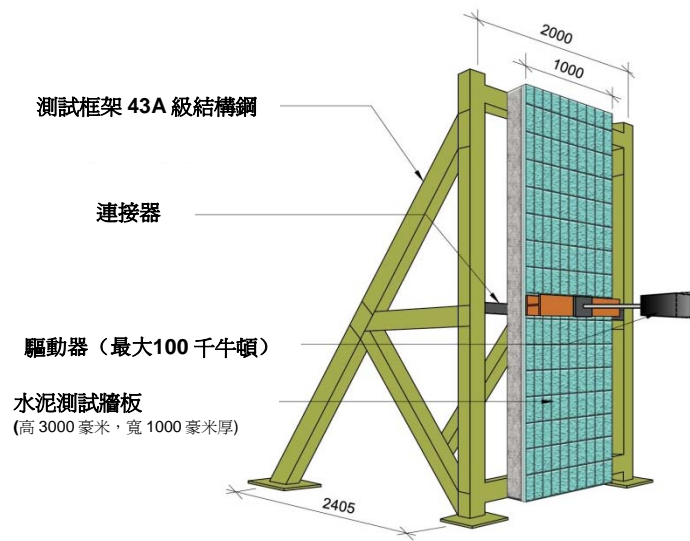 2000
1000
測試框架 43A 級結構鋼
連接器
驅動器（最大100 千牛頓）
水泥測試牆板
(高 3000 豪米，寬 1000 豪米厚)
2405